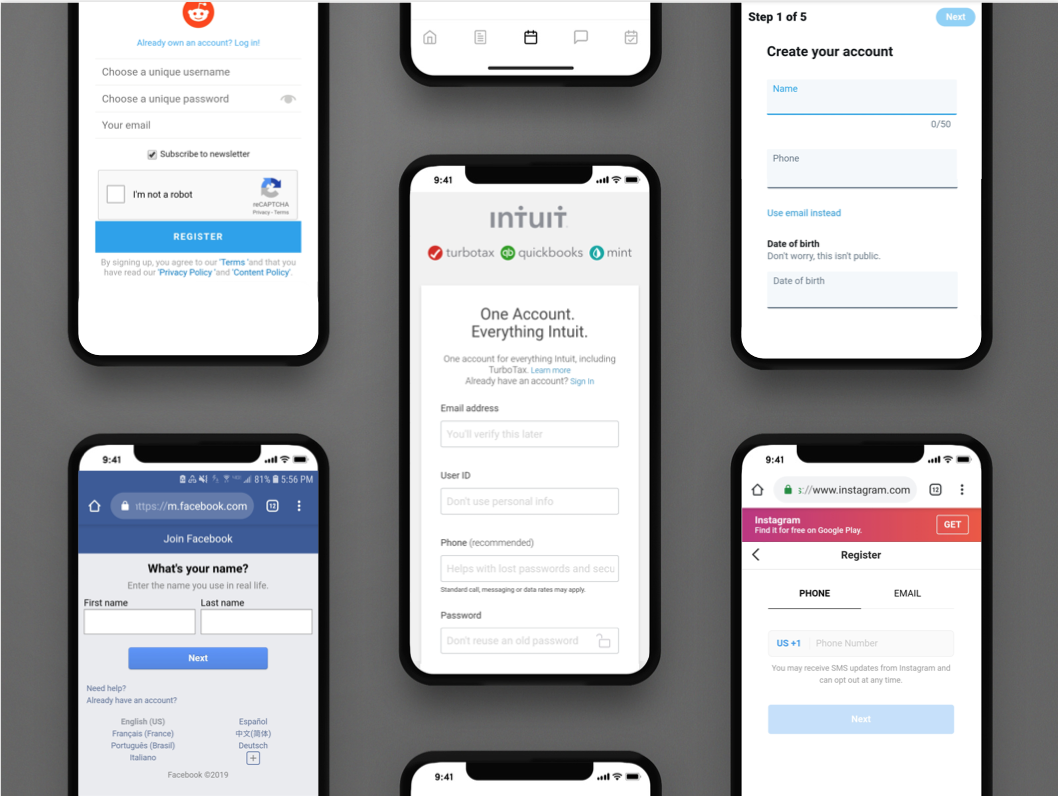 Already own an account? Log in!
Choose a unique username
Choose a unique password
Your email
Subscribe to newsletter
I'm not a robot
reCAPTCHA
Privacy - Terms
REGISTER
By signing up, you agree to our 'Terms 'and that you
have read our 'Privacy Policy 'and 'Content Policy'.
9:41
5:56 PM
81%
ttps://m.facebook.com
12
Join Facebook
What's your name?
Enter the name you use in real life.
First name
Last name
Next
Need help?
Already have an account?
English (US)
Español
Français (France)
中文(简体)
Português (Brasil)
Deutsch
Italiano
Facebook ©2019
9:41
intuit
turbotax
qb quickbooks
mint
One Account.
Everything Intuit.
One account for everything Intuit, including
TurboTax. Learn more
Already have an account? Sign in
Email address
You'll verify this later
User ID
Don't use personal info
Phone (recommended)
Helps with lost passwords and secu
Standard call, messaging or data rates may apply.
Password
Don't reuse an old password
9:41
Step 1 of 5
Next
Create your account
Name
0/50
Phone
Use email instead
Date of birth
Don't worry, this isn't public.
Date of birth
9:41
s://www.instagram.com
12
Instagram
Find it for free on Google Play.
GET
Register
PHONE
EMAIL
US +1
Phone Number
You may receive SMS updates from Instagram and
can opt out at any time.
Next